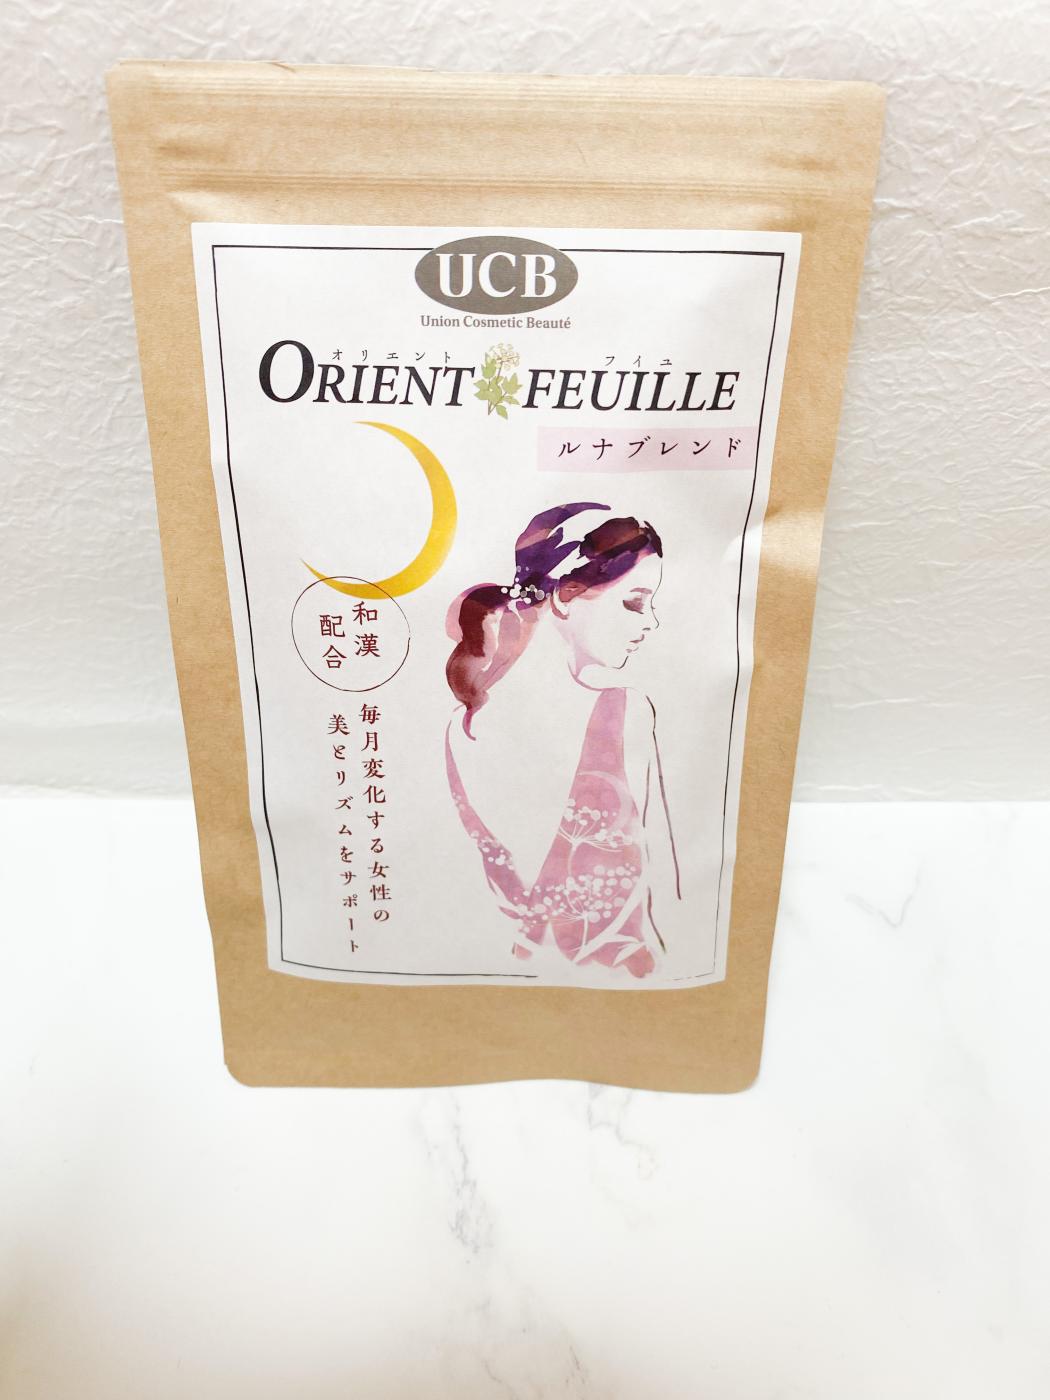 UCB
Union Cosmetic Beauté
オリエント フイユ
ORIENT FEUILLE
ルナブレンド
和漢
配合
毎月変化する女性の
美とリズムをサポート